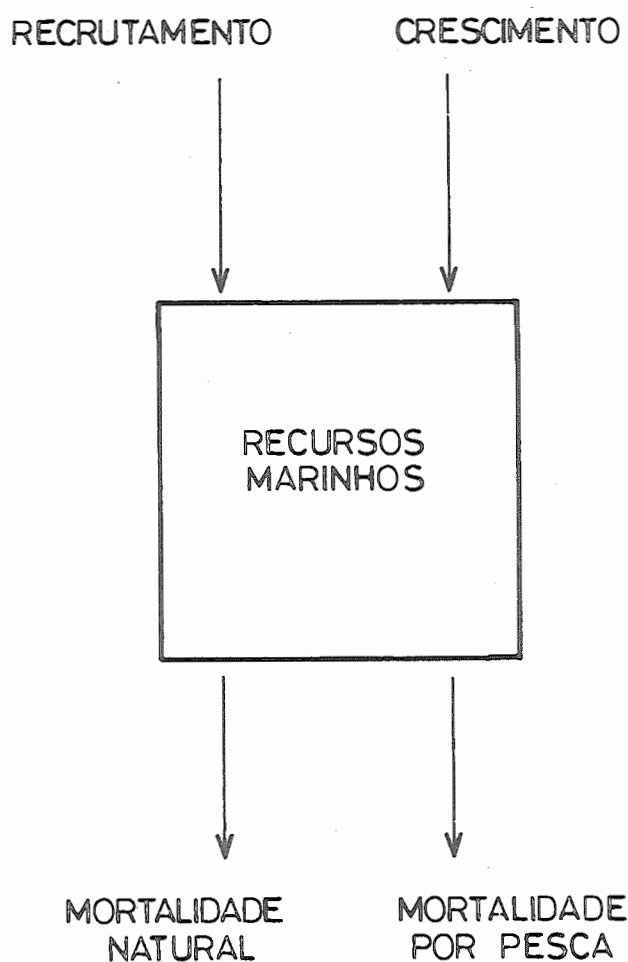 RECRUTAMENTO CRESCIMENTO
RECURSOS
MARINHOS
MORTALIDADE
NATURAL
MORTALIDADE
POR PESCA